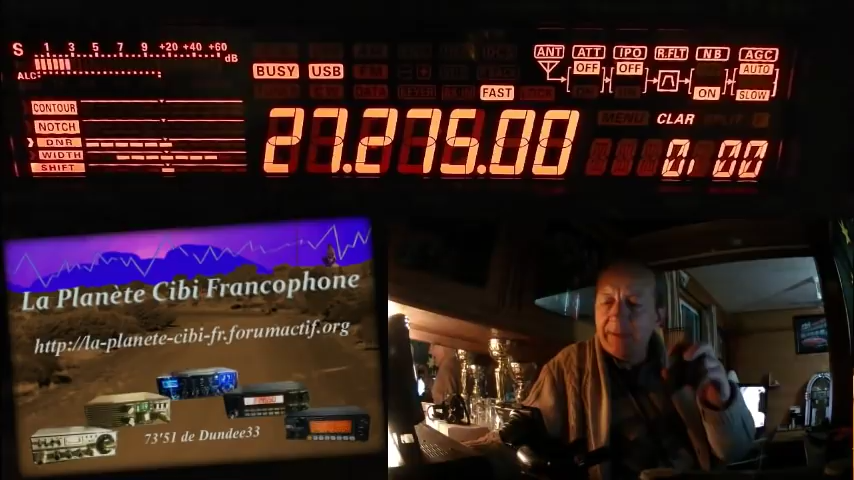 S 1 3 5 7 9 +20 +40 +60 dB
ALC
BUSY USB
FAST
ANT ATT IPO R.FLT NB AGC
OFF OFF AUTO
ON SLOW
CONTOUR
NOTCH
DNR
WIDTH
SHIFT
27.275.00
MENU CLAR SPLIT
0.00
La Planète Cibi Francophone
http://la-planete-cibi-fr.forumactif.org
73'51 de Dundee33